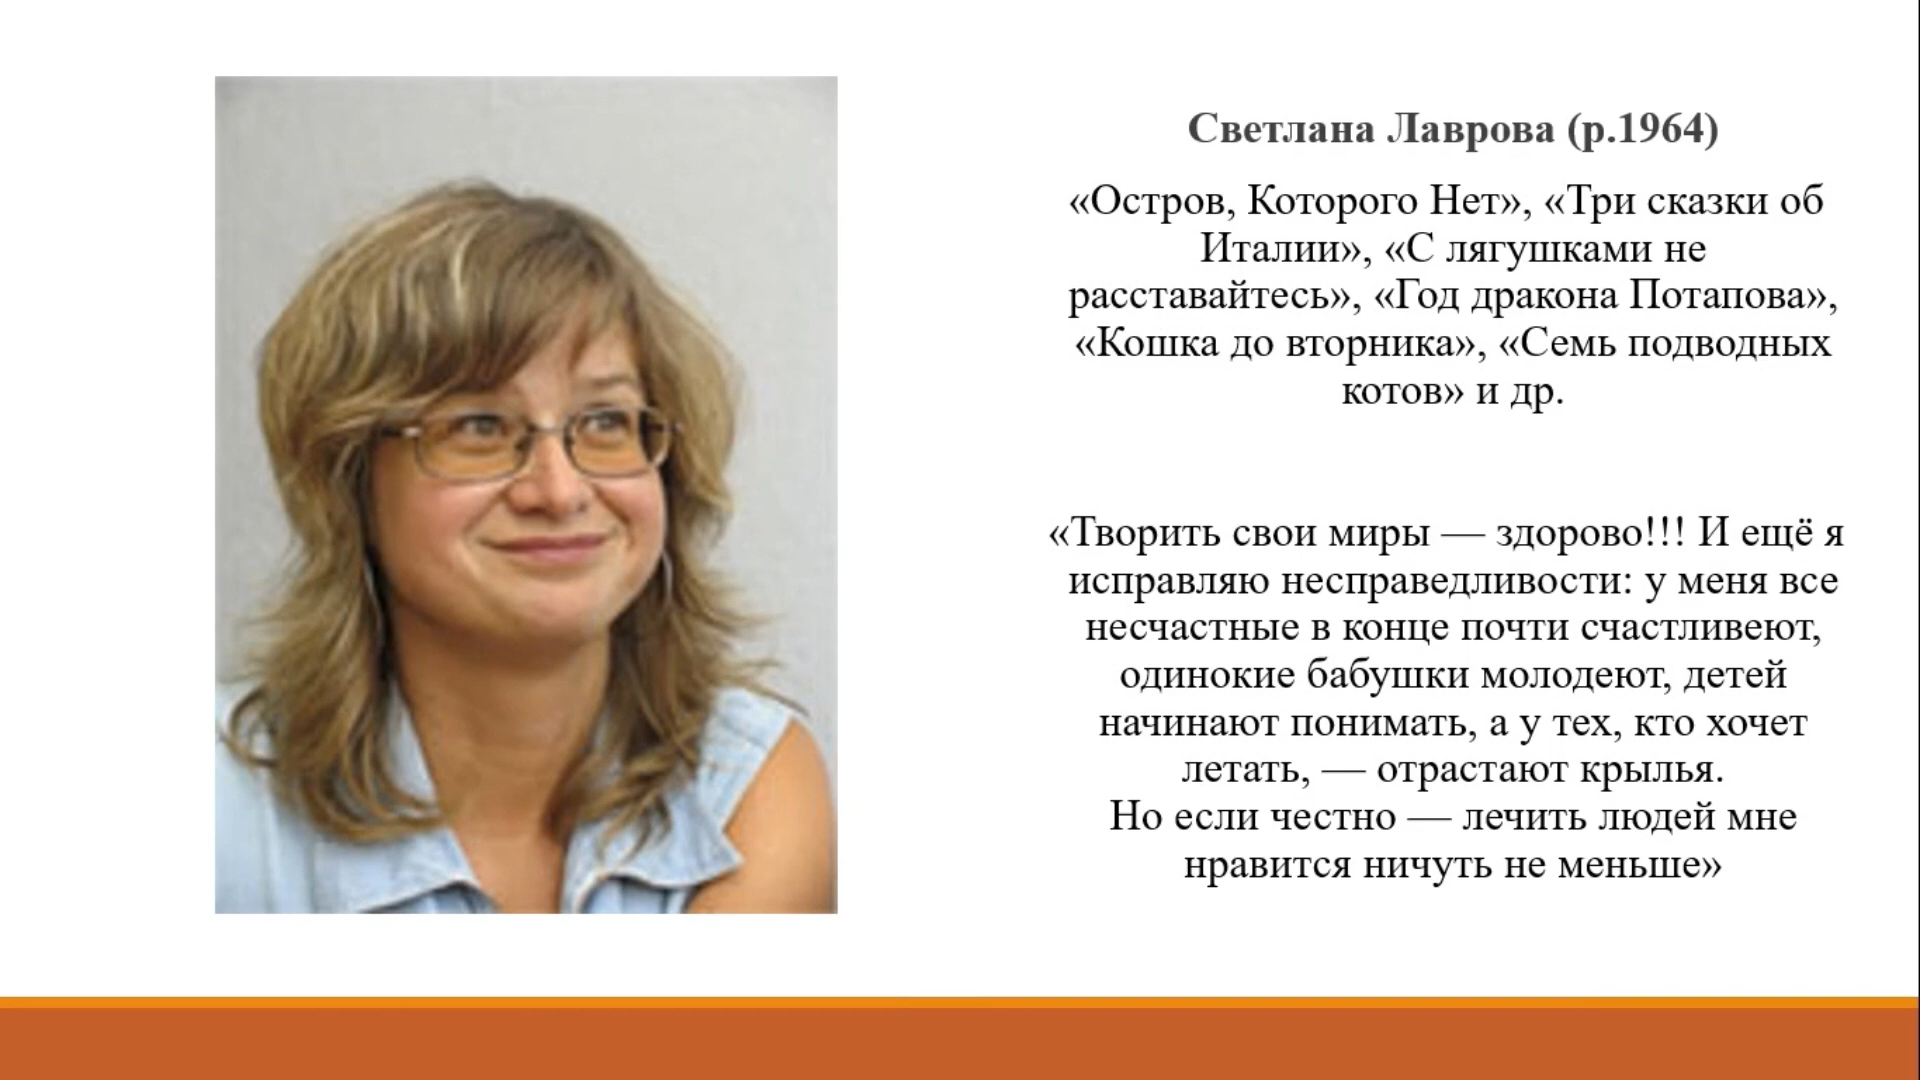 Светлана Лаврова (р.1964)
«Остров, Которого Нет», «Три сказки об
Италии», «С лягушками не
расставайтесь», «Год дракона Потапова»,
«Кошка до вторника», «Семь подводных
котов» и др.
«Творить свои миры — здорово!!! И ещё я
исправляю несправедливости: у меня все
несчастные в конце почти счастливеют,
одинокие бабушки молодеют, детей
начинают понимать, а у тех, кто хочет
летать, — отрастают крылья.
Но если честно — лечить людей мне
нравится ничуть не меньше»